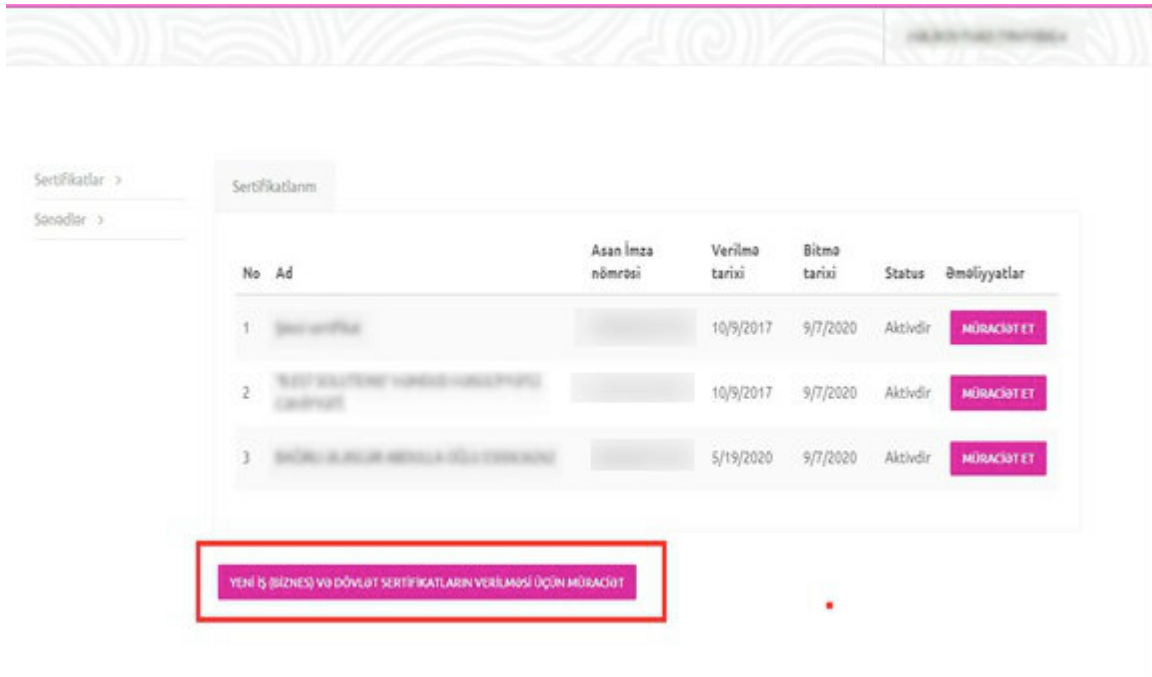 Sertifikatlar >
Sənədlər >
Sertifikatlarım
No Ad Asan İmza nömrəsi Verilmə tarixi Bitmə tarixi Status Əməliyyatlar
1 10/9/2017 9/7/2020 Aktivdir MÜRACİƏT ET
2 10/9/2017 9/7/2020 Aktivdir MÜRACİƏT ET
3 5/19/2020 9/7/2020 Aktivdir MÜRACİƏT ET
YENİ İŞ (BİZNES) VƏ DÖVLƏT SERTİFİKATLARIN VERİLMƏSİ ÜÇÜN MÜRACİƏT